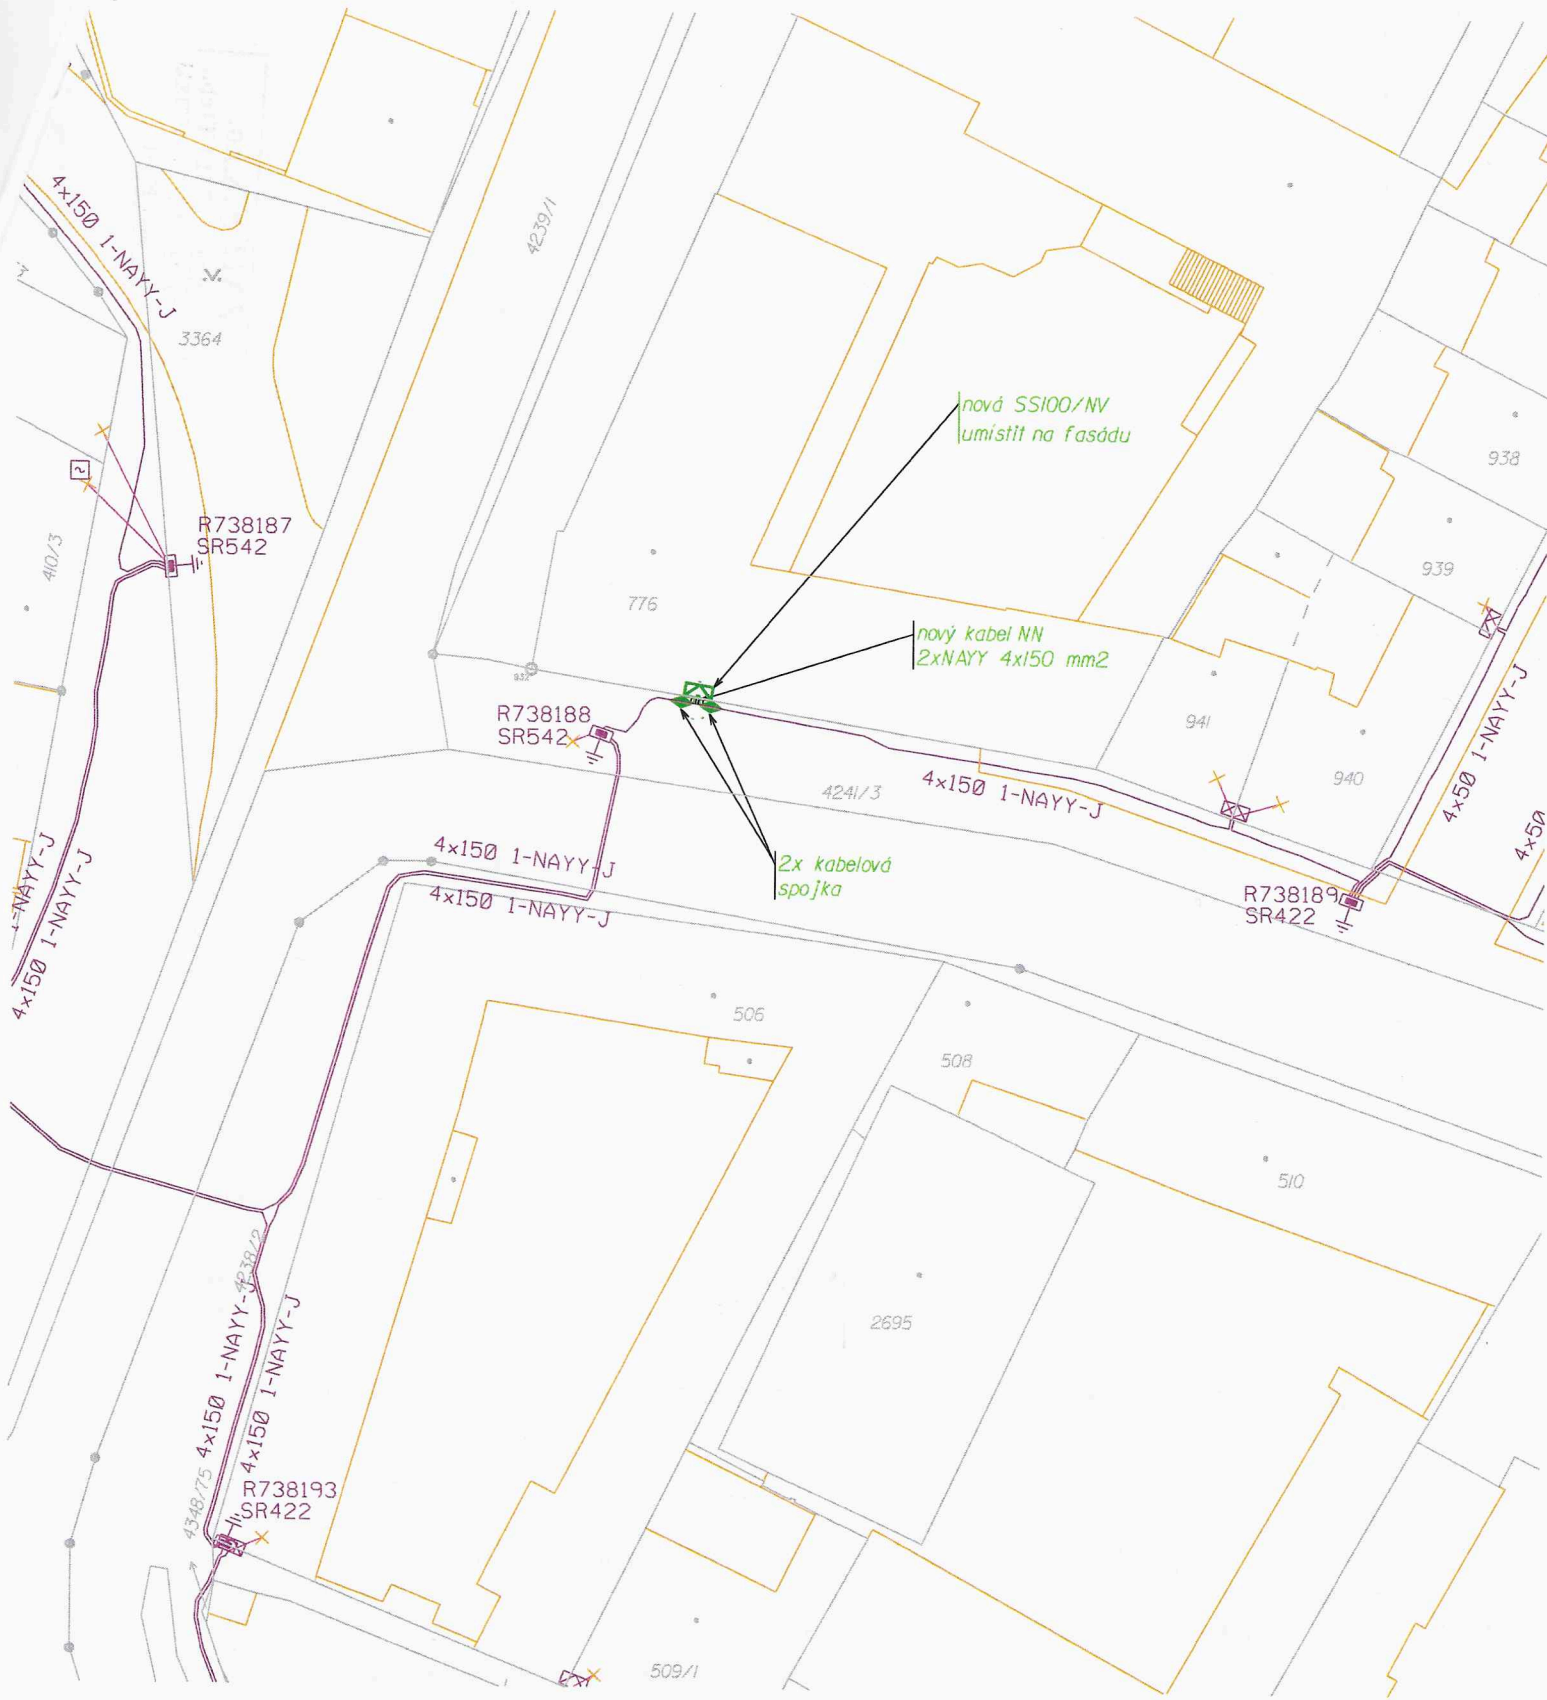 4x150 1-NAYY-J
4239/1
3364
nová SS100/NV
umístit na fasádu
938
R738187
SR542
410/3
939
776
nový kabel NN
2xNAYY 4x150 mm2
932
R738188
SR542
941
4x50 1-NAYY-J
940
4241/3
4x150 1-NAYY-J
4x50
1-NAYY-J
4x150 1-NAYY-J
4x150 1-NAYY-J
4x150 1-NAYY-J
2x kabelová
spojka
R738189
SR422
506
508
510
4238/2
2695
4x150 1-NAYY-J
4x150 1-NAYY-J
4348/75
R738193
SR422
509/1